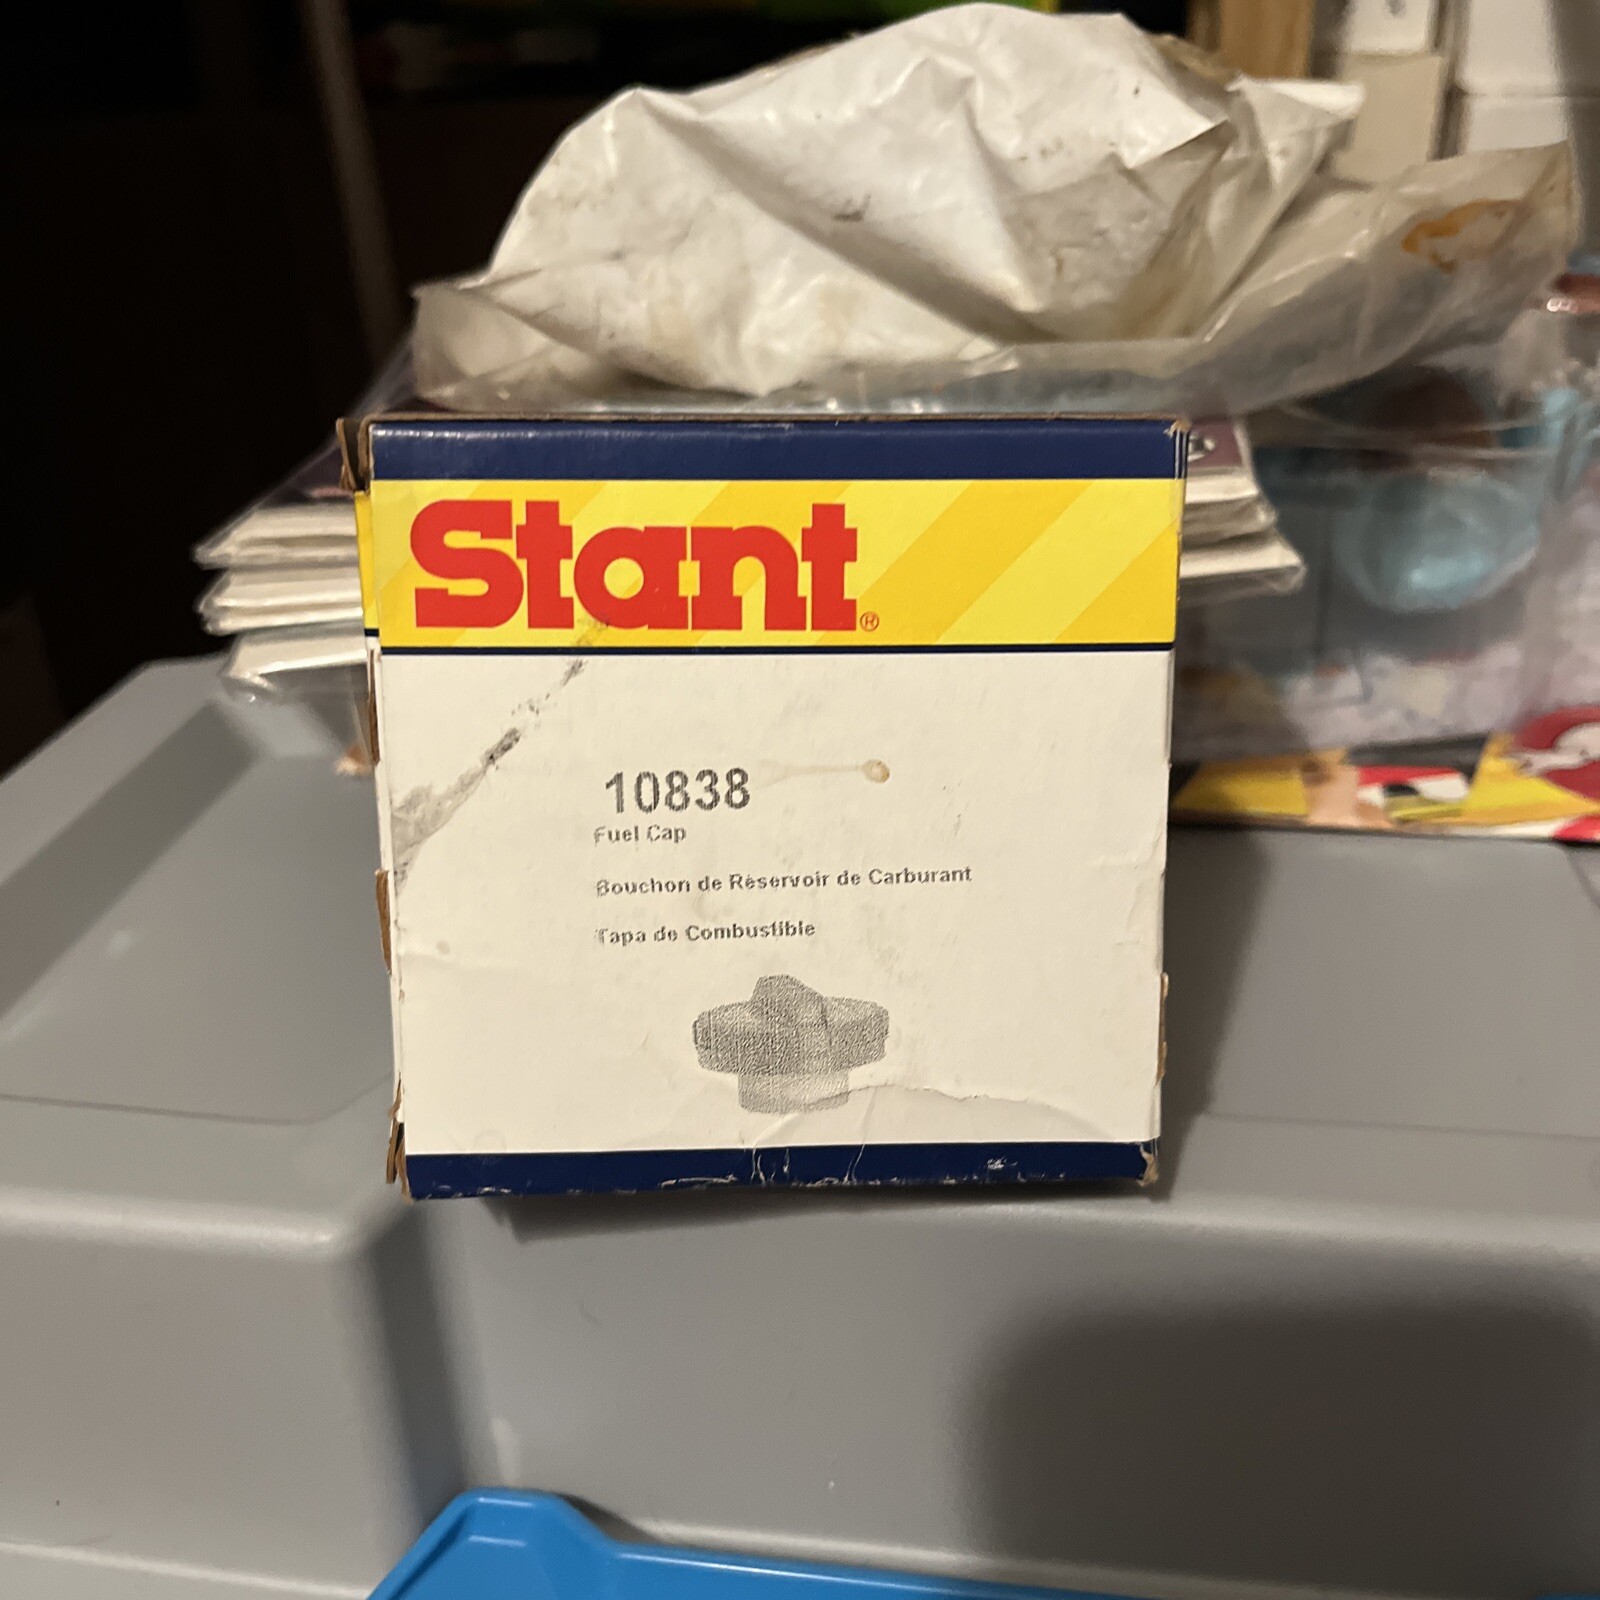 Stant®
10838
Fuel Cap
Bouchon de Réservoir de Carburant
Tapa de Combustible